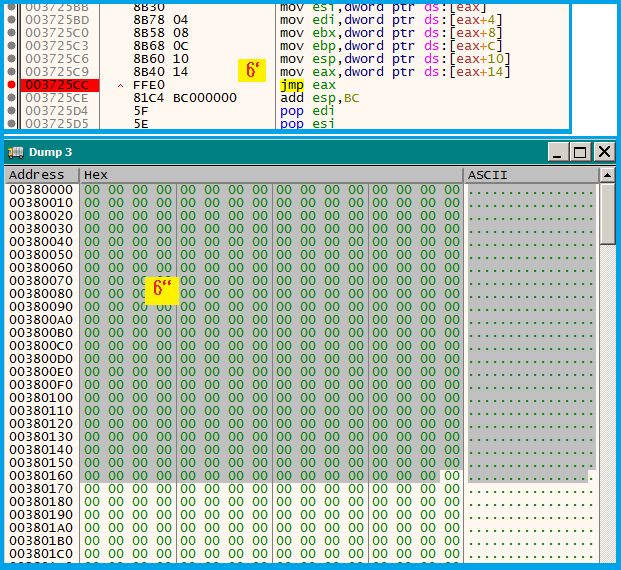 003725BB 8B30 mov esi,dword ptr ds:[eax]
003725BD 8B78 04 mov edi,dword ptr ds:[eax+4]
003725C0 8B58 08 mov ebx,dword ptr ds:[eax+8]
003725C3 8B68 0C mov ebp,dword ptr ds:[eax+C]
003725C6 8B60 10 mov esp,dword ptr ds:[eax+10]
003725C9 8B40 14 mov eax,dword ptr ds:[eax+14]
6‘
003725CC ^ FFE0 jmp eax
003725CE 81C4 BC000000 add esp,BC
003725D4 5F pop edi
003725D5 5E pop esi
Dump 3
Address Hex ASCII
00380000 00 00 00 00 00 00 00 00 00 00 00 00 00 00 00 00 ................
00380010 00 00 00 00 00 00 00 00 00 00 00 00 00 00 00 00 ................
00380020 00 00 00 00 00 00 00 00 00 00 00 00 00 00 00 00 ................
00380030 00 00 00 00 00 00 00 00 00 00 00 00 00 00 00 00 ................
00380040 00 00 00 00 00 00 00 00 00 00 00 00 00 00 00 00 ................
00380050 00 00 00 00 00 00 00 00 00 00 00 00 00 00 00 00 ................
00380060 00 00 00 00 00 00 00 00 00 00 00 00 00 00 00 00 ................
00380070 00 00 00 00 00 00 00 00 00 00 00 00 00 00 ................
6“
00380080 00 00 00 00 00 00 00 00 00 00 00 00 00 00 ................
00380090 00 00 00 00 00 00 00 00 00 00 00 00 00 00 00 00 ................
003800A0 00 00 00 00 00 00 00 00 00 00 00 00 00 00 00 00 ................
003800B0 00 00 00 00 00 00 00 00 00 00 00 00 00 00 00 00 ................
003800C0 00 00 00 00 00 00 00 00 00 00 00 00 00 00 00 00 ................
003800D0 00 00 00 00 00 00 00 00 00 00 00 00 00 00 00 00 ................
003800E0 00 00 00 00 00 00 00 00 00 00 00 00 00 00 00 00 ................
003800F0 00 00 00 00 00 00 00 00 00 00 00 00 00 00 00 00 ................
00380100 00 00 00 00 00 00 00 00 00 00 00 00 00 00 00 00 ................
00380110 00 00 00 00 00 00 00 00 00 00 00 00 00 00 00 00 ................
00380120 00 00 00 00 00 00 00 00 00 00 00 00 00 00 00 00 ................
00380130 00 00 00 00 00 00 00 00 00 00 00 00 00 00 00 00 ................
00380140 00 00 00 00 00 00 00 00 00 00 00 00 00 00 00 00 ................
00380150 00 00 00 00 00 00 00 00 00 00 00 00 00 00 00 00 ................
00380160 00 00 00 00 00 00 00 00 00 00 00 00 00 00 00 00 ................
00380170 00 00 00 00 00 00 00 00 00 00 00 00 00 00 00 00 ................
00380180 00 00 00 00 00 00 00 00 00 00 00 00 00 00 00 00 ................
00380190 00 00 00 00 00 00 00 00 00 00 00 00 00 00 00 00 ................
003801A0 00 00 00 00 00 00 00 00 00 00 00 00 00 00 00 00 ................
003801B0 00 00 00 00 00 00 00 00 00 00 00 00 00 00 00 00 ................
003801C0 00 00 00 00 00 00 00 00 00 00 00 00 00 00 00 00 ................